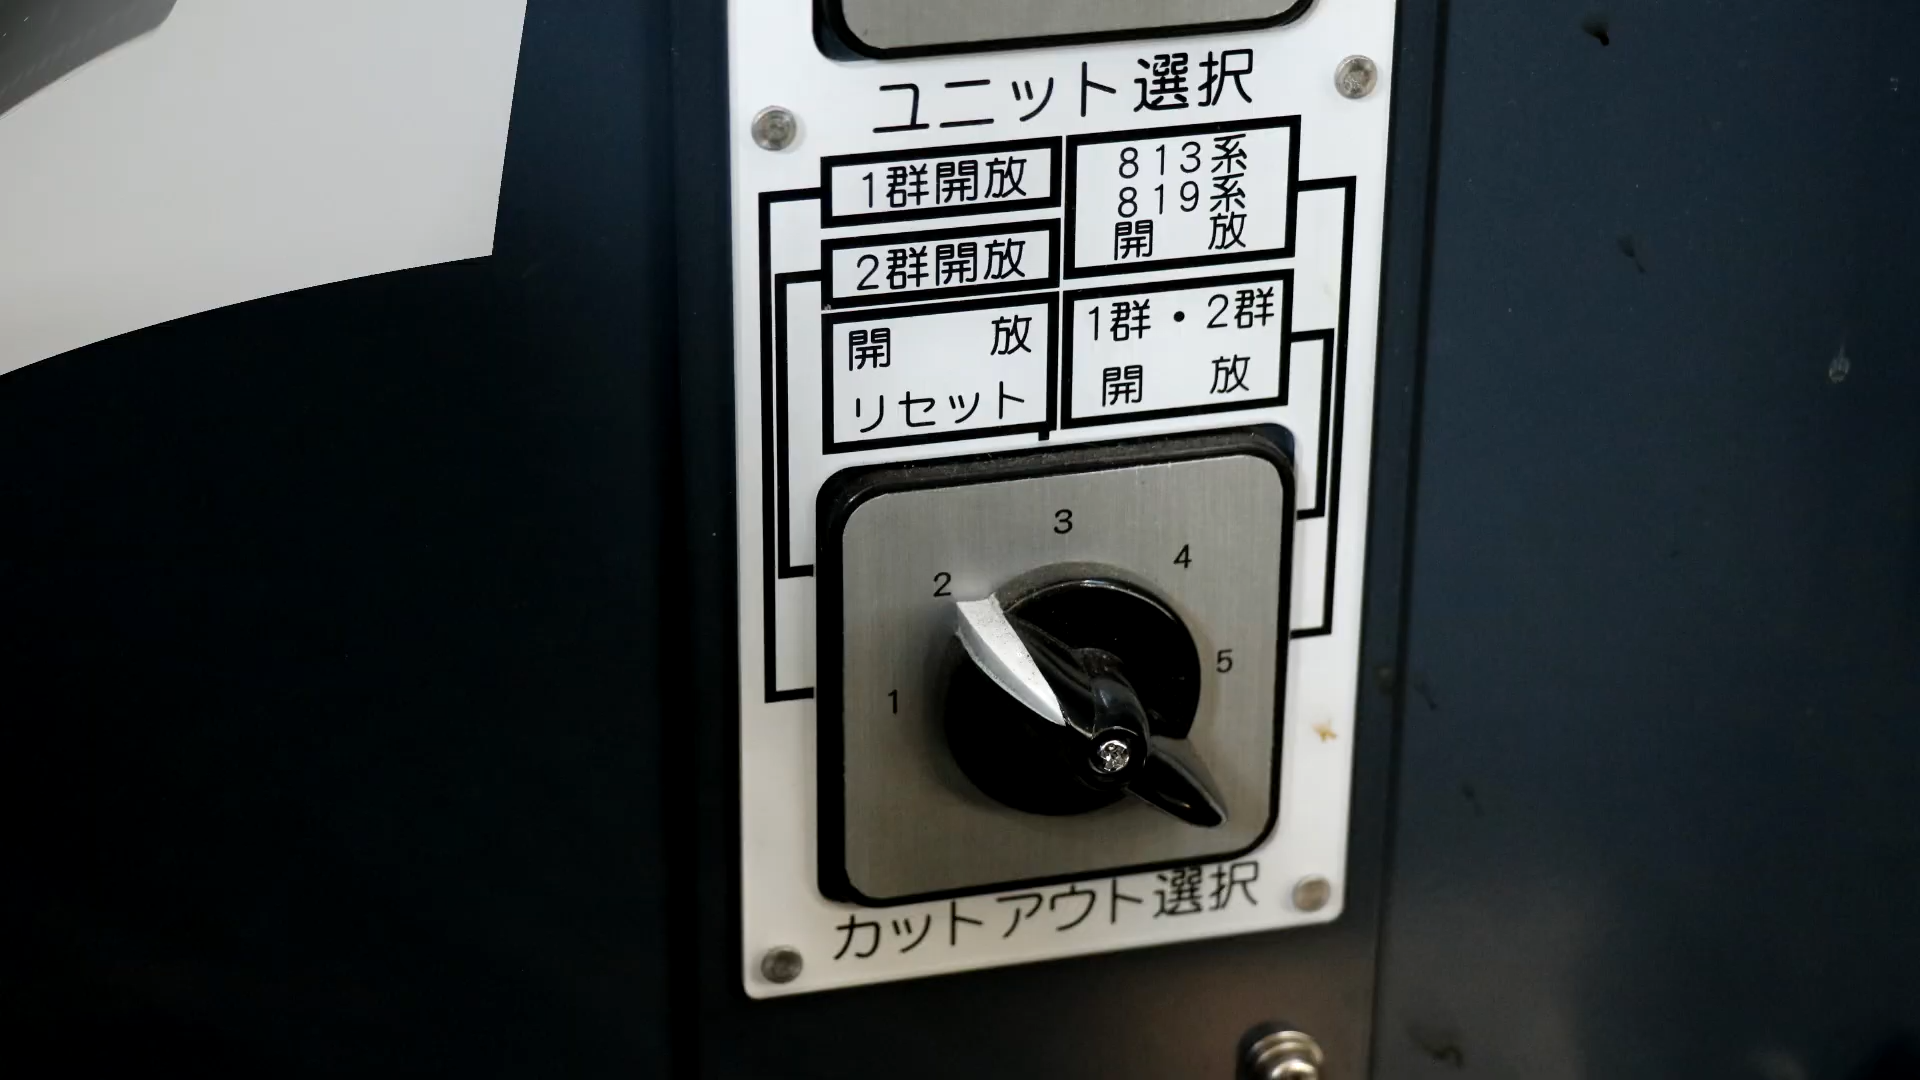 ユニット選択
1群開放
2群開放
開 放
リセット
813系
819系
開 放
1群・2群
開 放
3
4
2
5
1
カットアウト選択